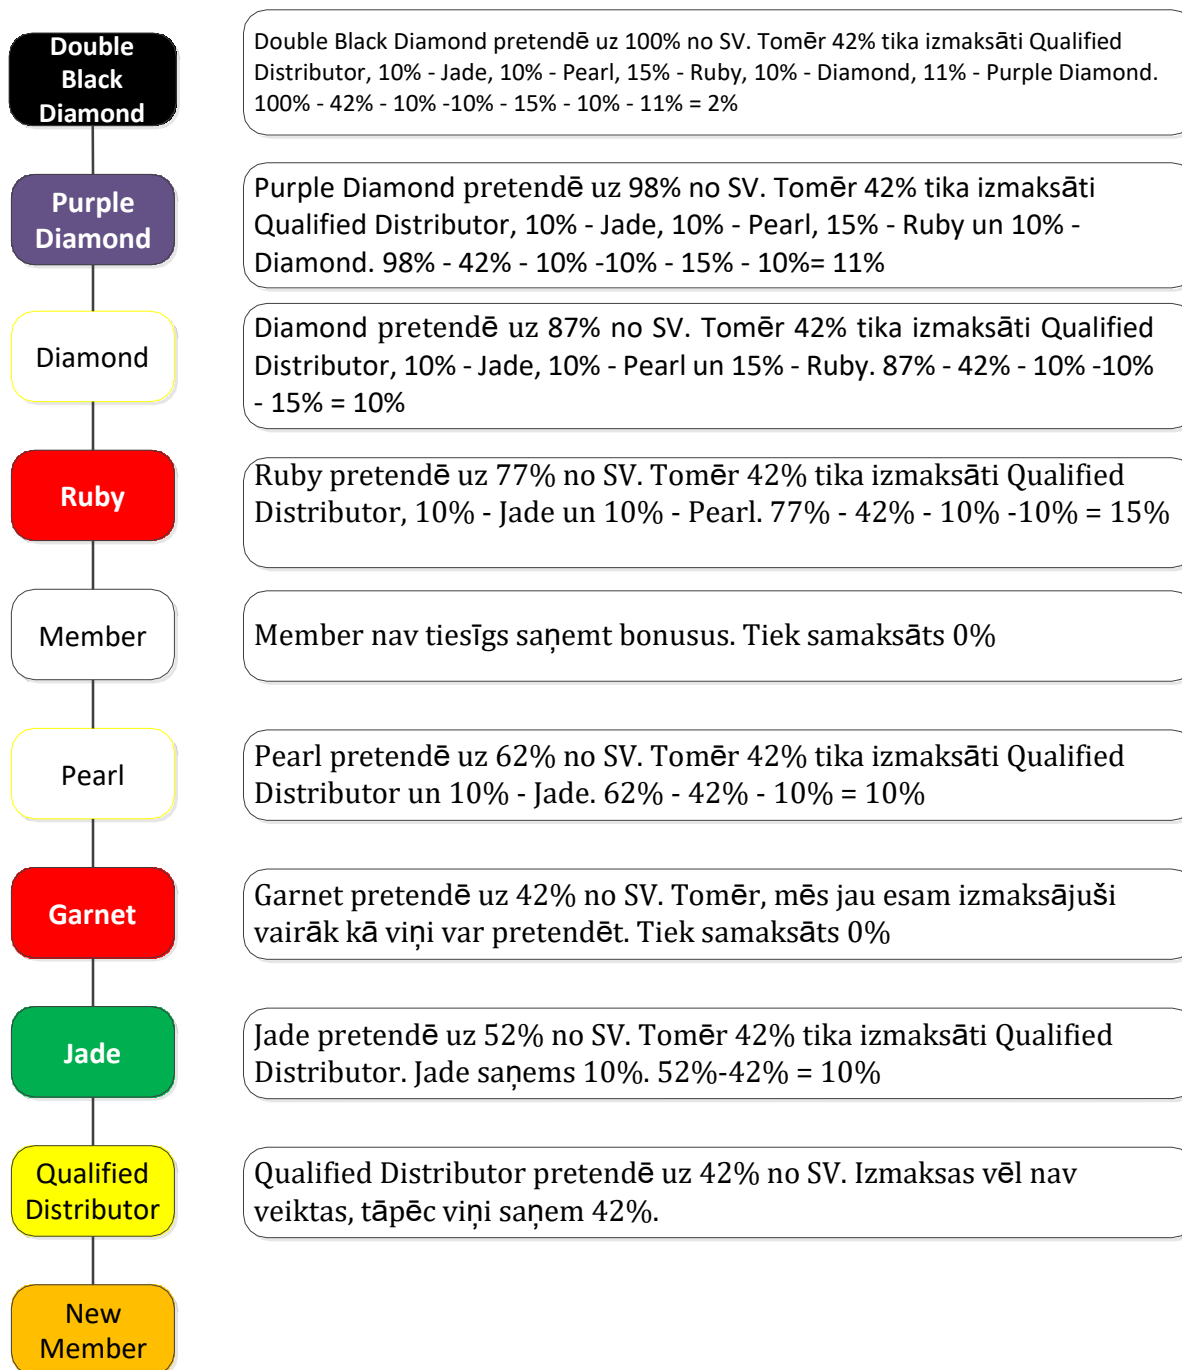 Double
Black
Diamond
Double Black Diamond pretendē uz 100% no SV. Tomēr 42% tika izmaksāti Qualified
Distributor, 10% - Jade, 10% - Pearl, 15% - Ruby, 10% - Diamond, 11% - Purple Diamond.
100% - 42% - 10% -10% - 15% - 10% - 11% = 2%
Purple
Diamond
Purple Diamond pretendē uz 98% no SV. Tomēr 42% tika izmaksāti
Qualified Distributor, 10% - Jade, 10% - Pearl, 15% - Ruby un 10% -
Diamond. 98% - 42% - 10% -10% - 15% - 10%= 11%
Diamond
Diamond pretendē uz 87% no SV. Tomēr 42% tika izmaksāti Qualified
Distributor, 10% - Jade, 10% - Pearl un 15% - Ruby. 87% - 42% - 10% -10%
- 15% = 10%
Ruby
Ruby pretendē uz 77% no SV. Tomēr 42% tika izmaksāti Qualified
Distributor, 10% - Jade un 10% - Pearl. 77% - 42% - 10% -10% = 15%
Member
Member nav tiesīgs saņemt bonusus. Tiek samaksāts 0%
Pearl
Pearl pretendē uz 62% no SV. Tomēr 42% tika izmaksāti Qualified
Distributor un 10% - Jade. 62% - 42% - 10% = 10%
Garnet
Garnet pretendē uz 42% no SV. Tomēr, mēs jau esam izmaksājuši
vairāk kā viņi var pretendēt. Tiek samaksāts 0%
Jade
Jade pretendē uz 52% no SV. Tomēr 42% tika izmaksāti Qualified
Distributor. Jade saņems 10%. 52%-42% = 10%
Qualified
Distributor
Qualified Distributor pretendē uz 42% no SV. Izmaksas vēl nav
veiktas, tāpēc viņi saņem 42%.
New
Member